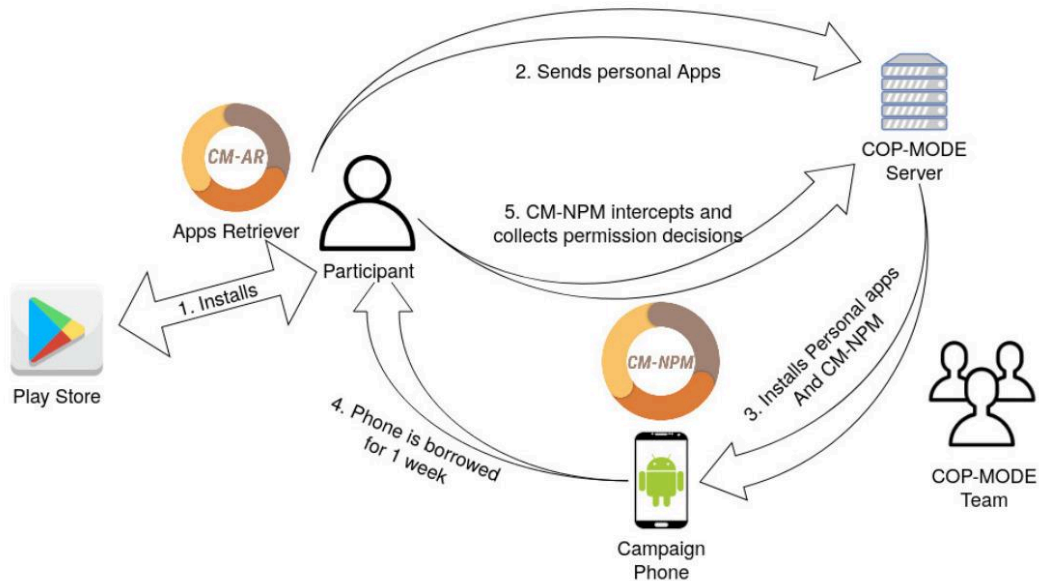 2. Sends personal Apps
COP-MODE
Server
CM-AR
Apps Retriever
Participant
5. CM-NPM intercepts and
collects permission decisions
1. Installs
Play Store
CM-NPM
3. Installs Personal apps
And CM-NPM
4. Phone is borrowed
for 1 week
COP-MODE
Team
Campaign
Phone